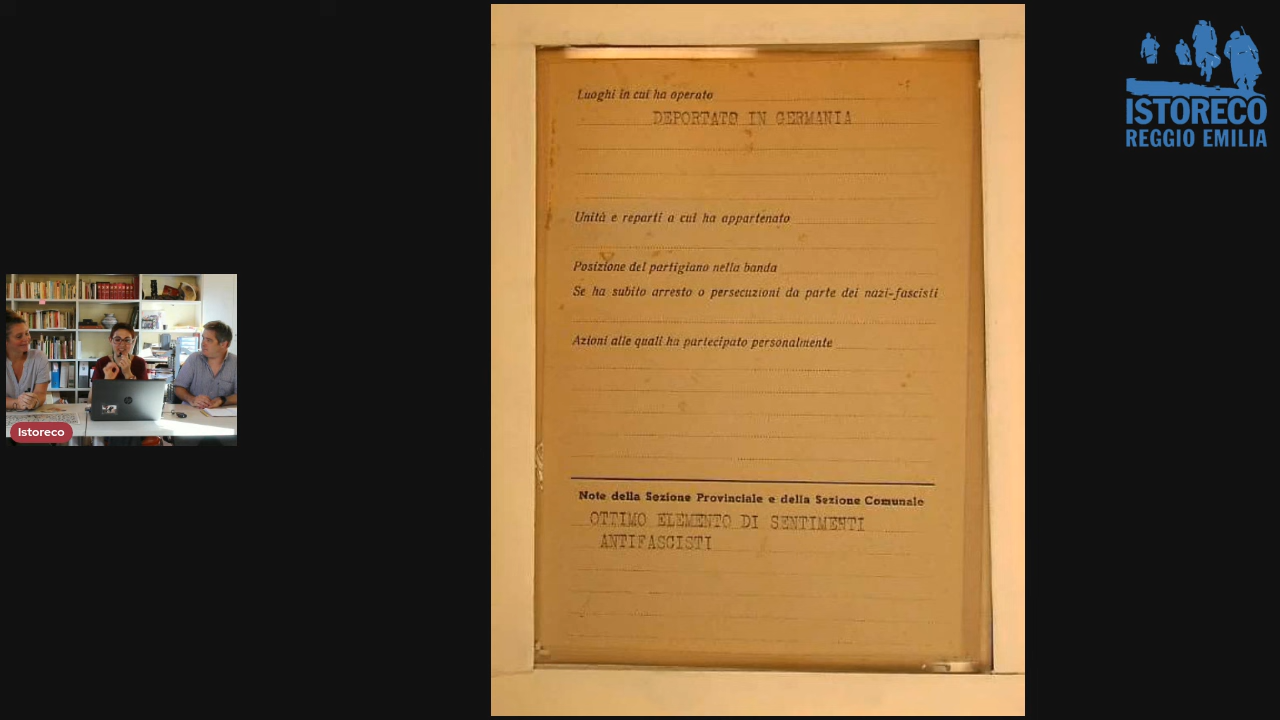 Luoghi in cui ha operato
DEPORTATO IN GERMANIA
Unità e reparti a cui ha appartenato
Posizione del partigiano nella banda
Se ha subito arresto o persecuzioni da parte dei nazi-fascisti
Azioni alle quali ha partecipato personalmente
Note della Sezione Provinciale e della Sezione Comunale
OTTIMO ELEMENTO DI SENTIMENTI
ANTIFASCISTI
Istoreco
ISTORECO
REGGIO EMILIA